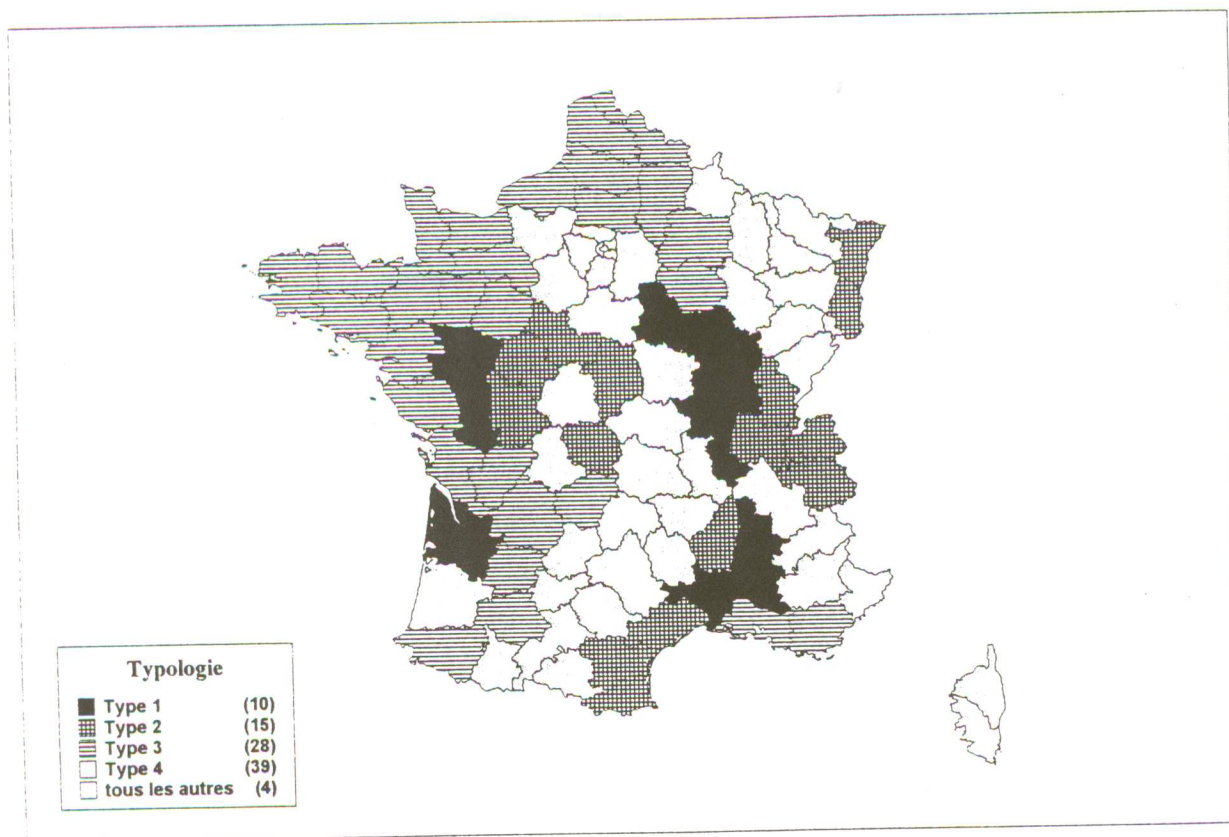 Typologie
Type 1 (10)
Type 2 (15)
Type 3 (28)
Type 4 (39)
tous les autres (4)